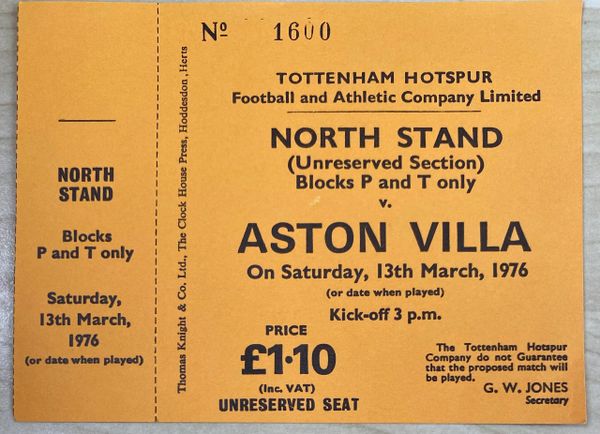 NORTH
STAND
Blocks
P and T only
Saturday,
13th March,
1976
(or date when played)
Thomas Knight & Co. Ltd., The Clock House Press, Hoddesdon, Herts
Nº 1600
TOTTENHAM HOTSPUR
Football and Athletic Company Limited
NORTH STAND
(Unreserved Section)
Blocks P and T only
v.
ASTON VILLA
On Saturday, 13th March, 1976
(or date when played)
Kick-off 3 p.m.
PRICE
£1·10
(Inc. VAT)
UNRESERVED SEAT
The Tottenham Hotspur
Company do not Guarantee
that the proposed match will
be played.
G. W. JONES
Secretary